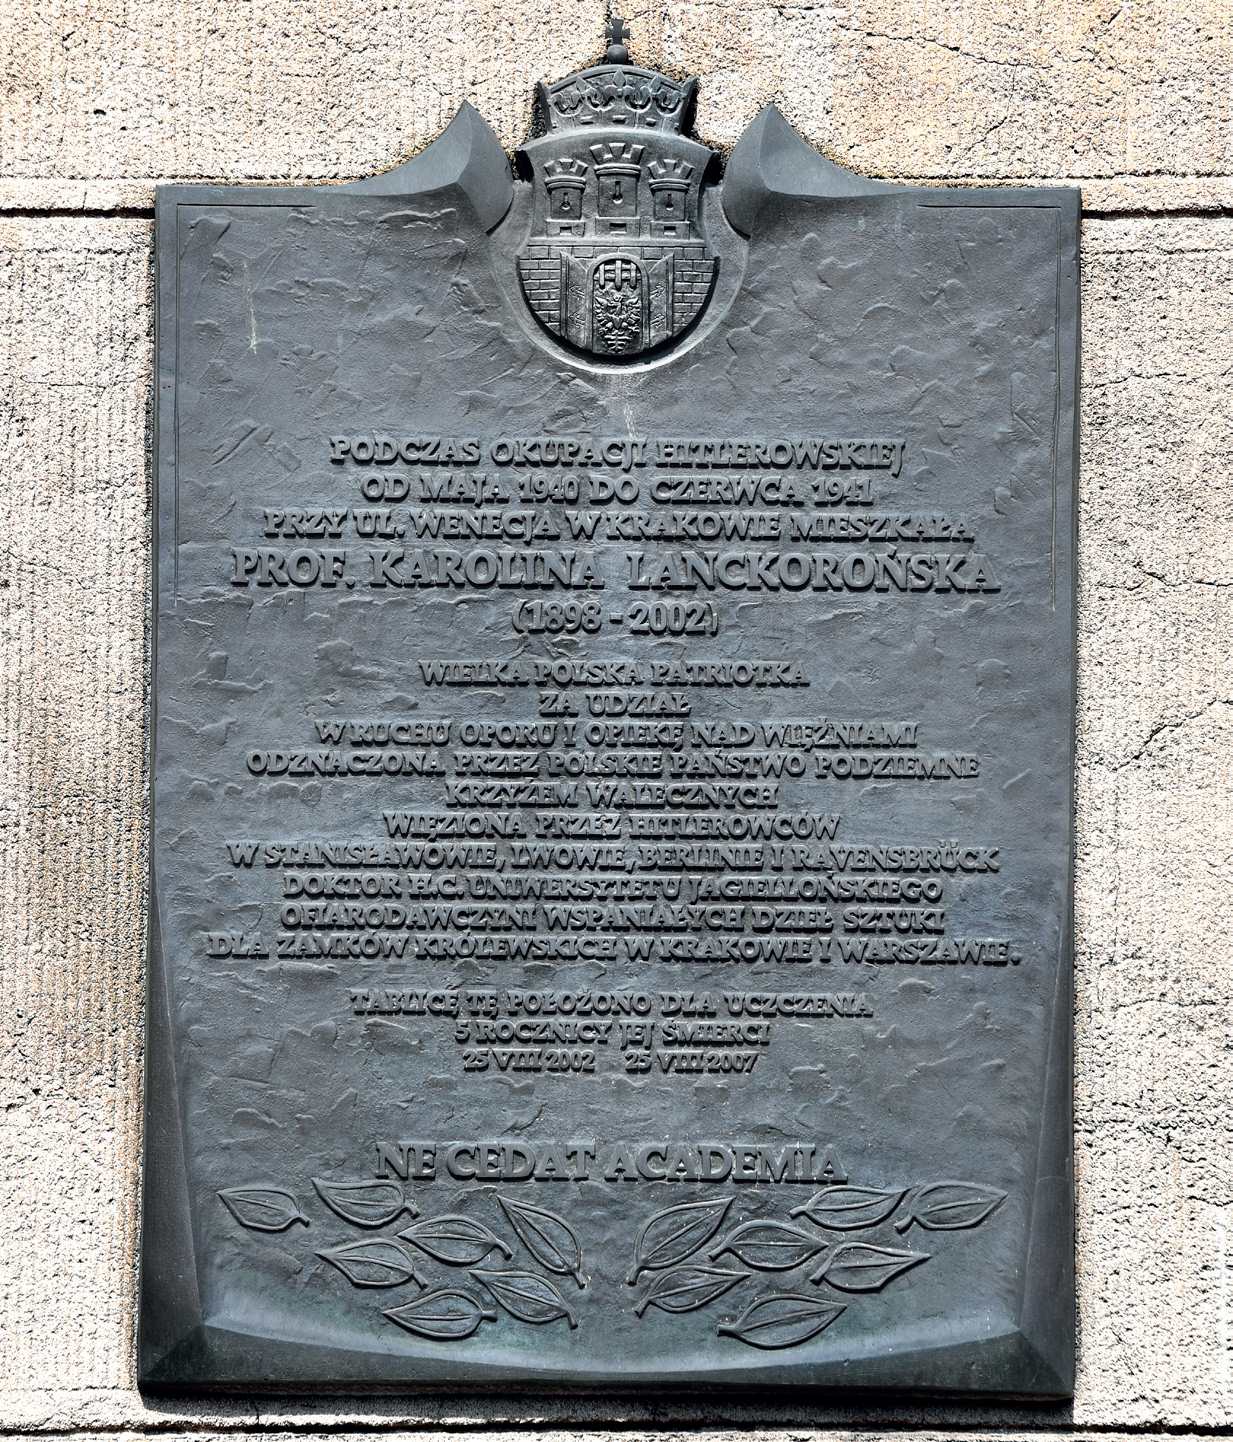 PODCZAS OKUPACJI HITLEROWSKIEJ
OD MAJA 1940 DO CZERWCA 1941
PRZY UL. WENECJA W KRAKOWIE MIESZKAŁA
PROF. KAROLINA LANCKOROŃSKA
(1898-2002)
WIELKA POLSKA PATRIOTKA
ZA UDZIAŁ
W RUCHU OPORU I OPIEKĘ NAD WIĘŹNIAMI
ODZNACZONA PRZEZ POLSKIE PAŃSTWO PODZIEMNE
KRZYŻEM WALECZNYCH
WIĘZIONA PRZEZ HITLEROWCÓW
W STANISŁAWOWIE, LWOWIE, BERLINIE I RAVENSBRÜCK
DOKTOR H.C. UNIWERSYTETU JAGIELLOŃSKIEGO
OFIARODAWCZYNI WSPANIAŁYCH DZIEŁ SZTUKI
DLA ZAMKÓW KRÓLEWSKICH W KRAKOWIE I WARSZAWIE.
TABLICĘ TĘ POŁOŻONO DLA UCZCZENIA
5 ROCZNICY JEJ ŚMIERCI
25 VIII 2002 25 VIII 2007
NE CEDAT ACADEMIA